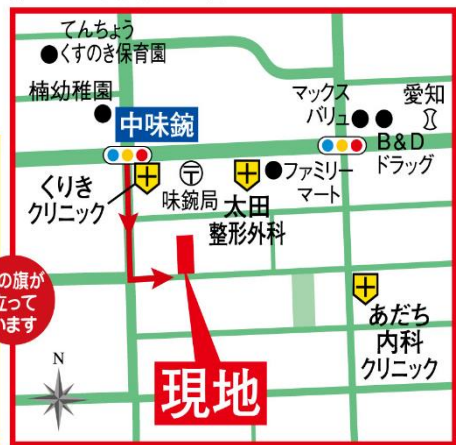 てんちょう
くすのき保育園
楠幼稚園
中味鋺
マックス
バリュ
愛知
B&D
ドラッグ
くりき
クリニック
味鋺局
太田
整形外科
ファミリー
マート
の旗が
立って
います
あだち
内科
クリニック
N
現地